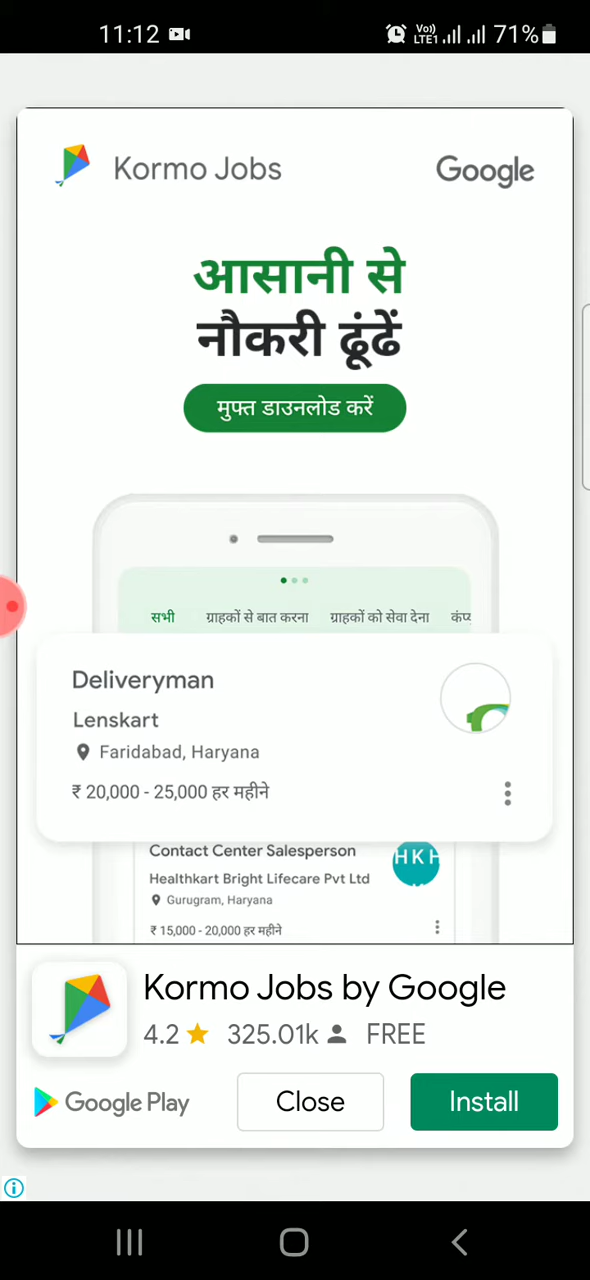 11:12
Vo))
LTE1
71%
Kormo Jobs
Google
आसानी से
नौकरी ढूंढें
मुफ्त डाउनलोड करें
सभी ग्राहकों से बात करना ग्राहकों को सेवा देना
Deliveryman
Lenskart
Faridabad, Haryana
₹ 20,000 - 25,000 हर महीने
Contact Center Salesperson
HKH
Healthkart Bright Lifecare Pvt Ltd
Gurugram, Haryana
₹ 15,000 - 20,000 हर महीने
Kormo Jobs by Google
4.2 325.01k FREE
Google Play
Close
Install